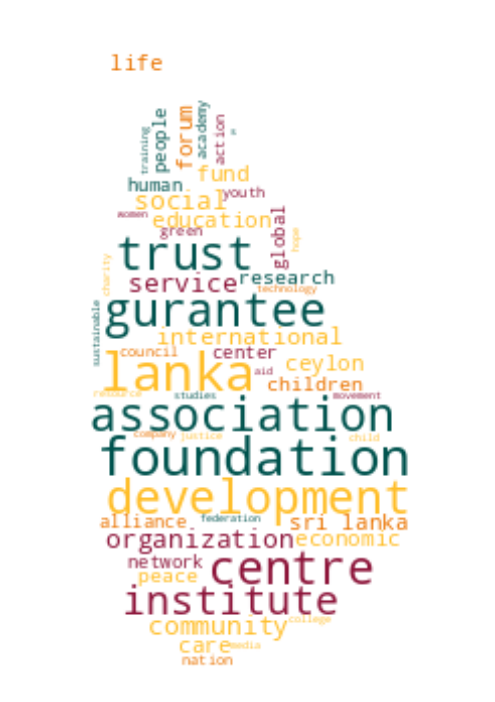 life
training
people
forum
academy
action
fund
human
youth
social
women
education
green
global
hope
trust
research
service
technology
charity
gurantee
sustainable
international
council
center
ceylon
lanka
aid
children
resource
studies
movement
association
company
justice
child
foundation
development
alliance
federation
sri lanka
organization
economic
network
centre
peace
institute
community
college
care
media
nation